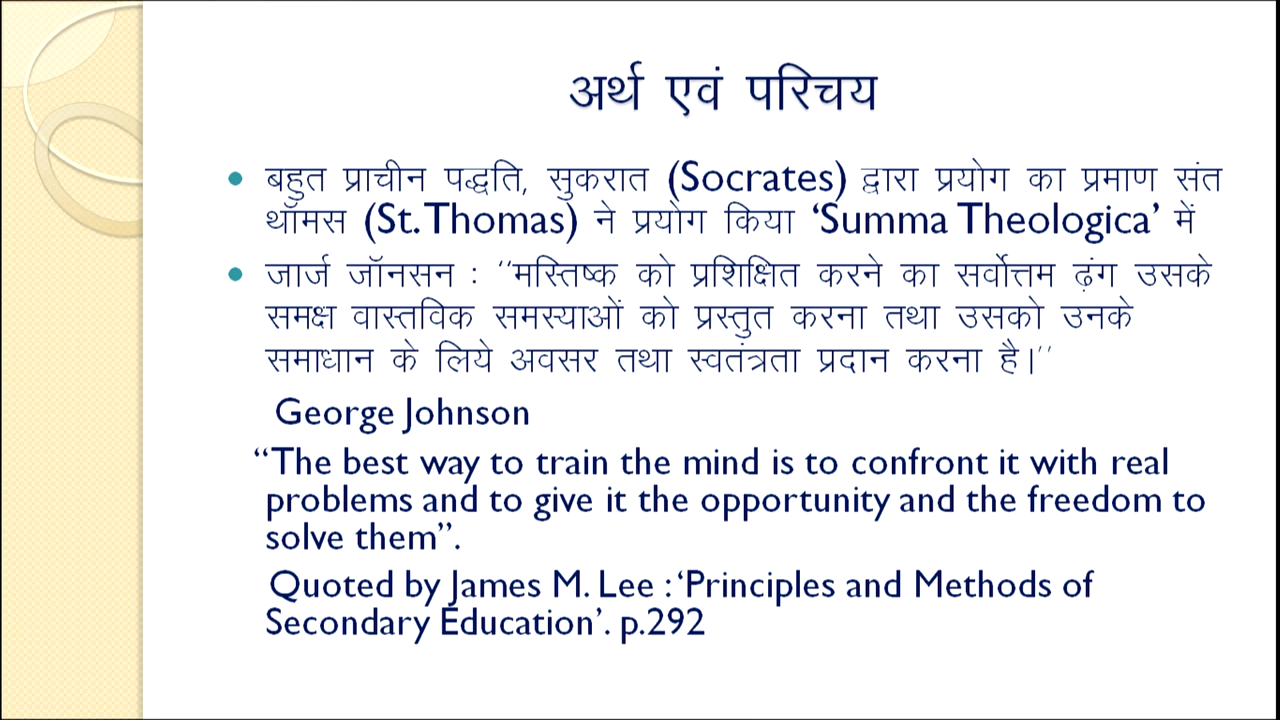 अर्थ एवं परिचय
बहुत प्राचीन पद्धति, सुकरात (Socrates) द्वारा प्रयोग का प्रमाण संत
थॉमस (St. Thomas) ने प्रयोग किया ‘Summa Theologica’ में
जार्ज जॉनसन : ‘‘मस्तिष्क को प्रशिक्षित करने का सर्वोत्तम ढ़ंग उसके
समक्ष वास्तविक समस्याओं को प्रस्तुत करना तथा उसको उनके
समाधान के लिये अवसर तथा स्वतंत्रता प्रदान करना है।’’
George Johnson
“The best way to train the mind is to confront it with real
problems and to give it the opportunity and the freedom to
solve them”.
Quoted by James M. Lee : ‘Principles and Methods of
Secondary Education’. p.292